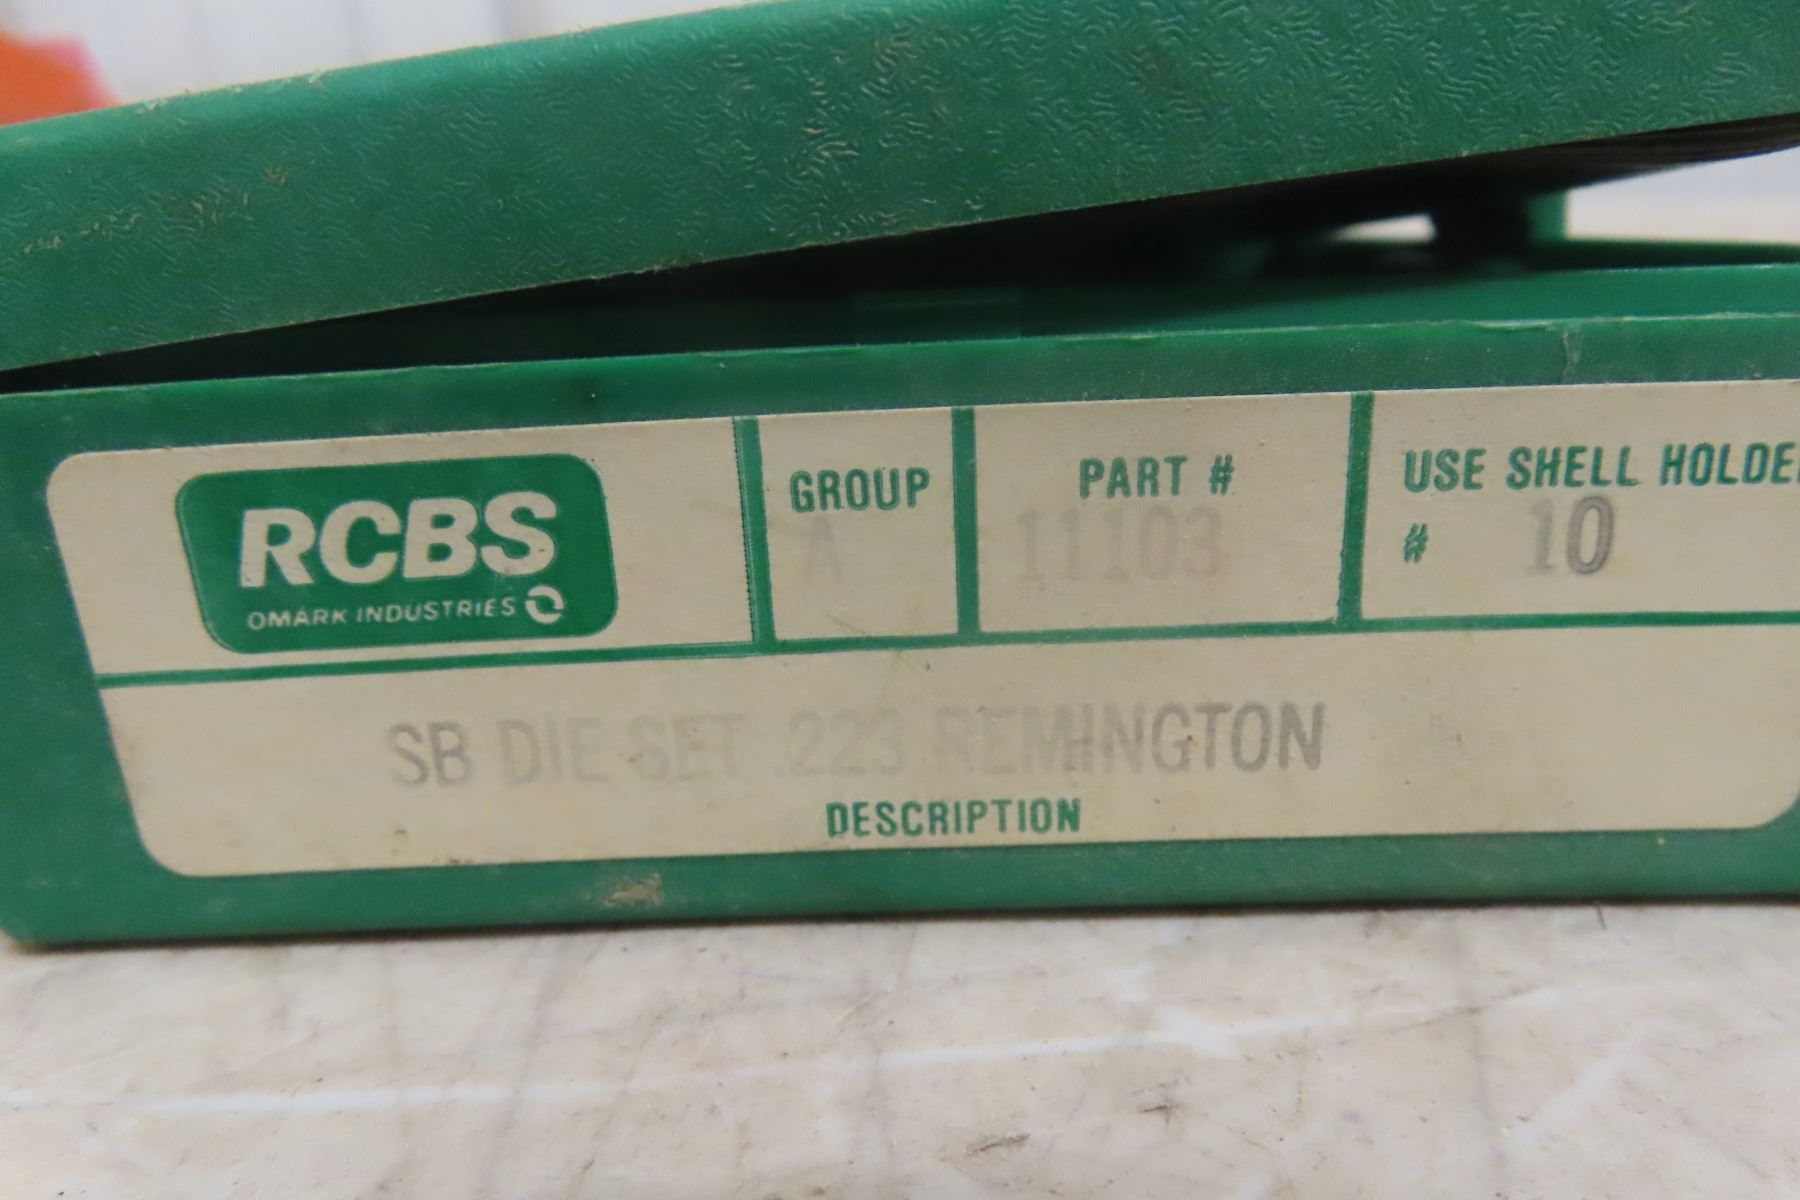 RCBS
OMARK INDUSTRIES
GROUP
A
PART #
11103
USE SHELL HOLDE
# 10
SB DIE SET .223 REMINGTON
DESCRIPTION